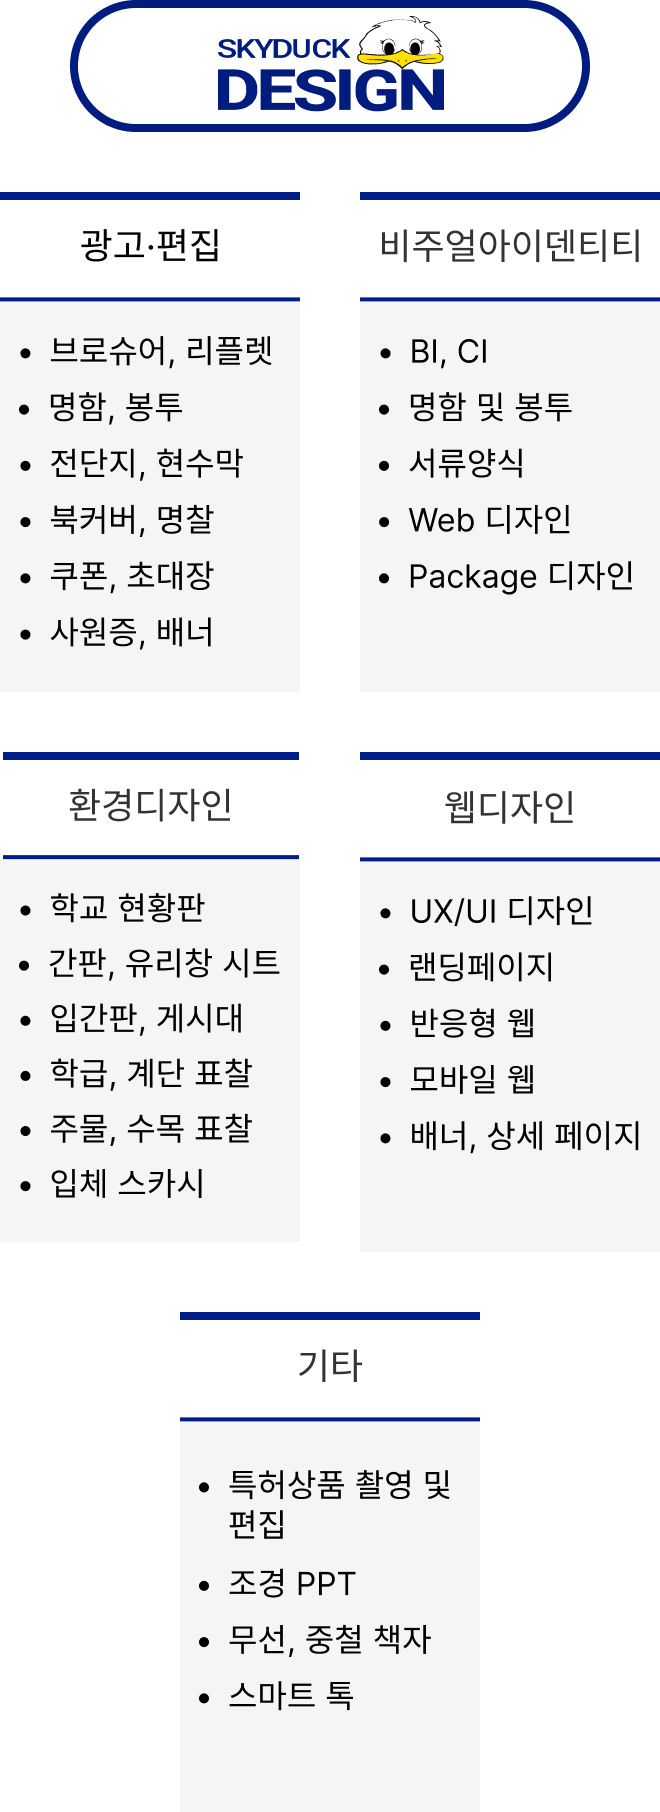 SKYDUCK
DESIGN
광고·편집
• 브로슈어, 리플렛
• 명함, 봉투
• 전단지, 현수막
• 북커버, 명찰
• 쿠폰, 초대장
• 사원증, 배너
비주얼아이덴티티
• BI, CI
• 명함 및 봉투
• 서류양식
• Web 디자인
• Package 디자인
환경디자인
• 학교 현황판
• 간판, 유리창 시트
• 입간판, 게시대
• 학급, 계단 표찰
• 주물, 수목 표찰
• 입체 스카시
웹디자인
• UX/UI 디자인
• 랜딩페이지
• 반응형 웹
• 모바일 웹
• 배너, 상세 페이지
기타
• 특허상품 촬영 및
편집
• 조경 PPT
• 무선, 중철 책자
• 스마트 톡